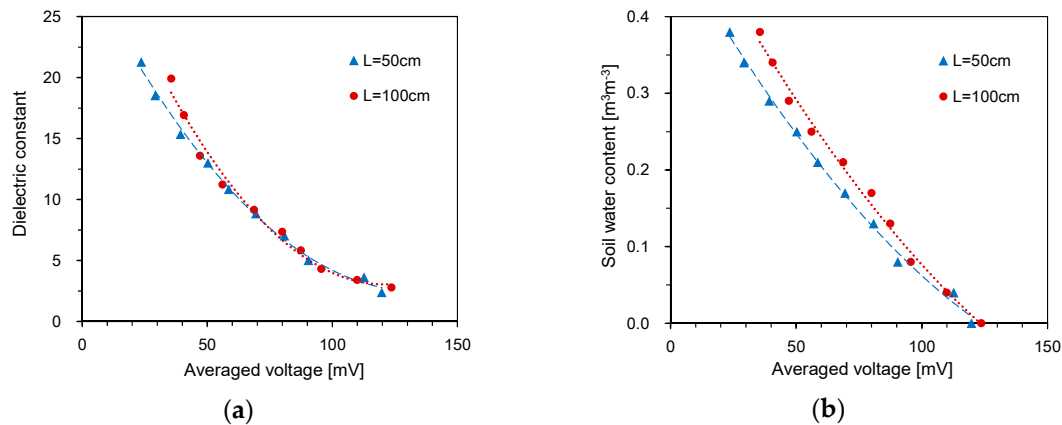 25
20
15
10
5
0
Dielectric constant
L=50cm
L=100cm
0 50 100 150
Averaged voltage [mV]
(a)
0.4
0.3
0.2
0.1
0.0
Soil water content [m³m⁻³]
L=50cm
L=100cm
0 50 100 150
Averaged voltage [mV]
(b)